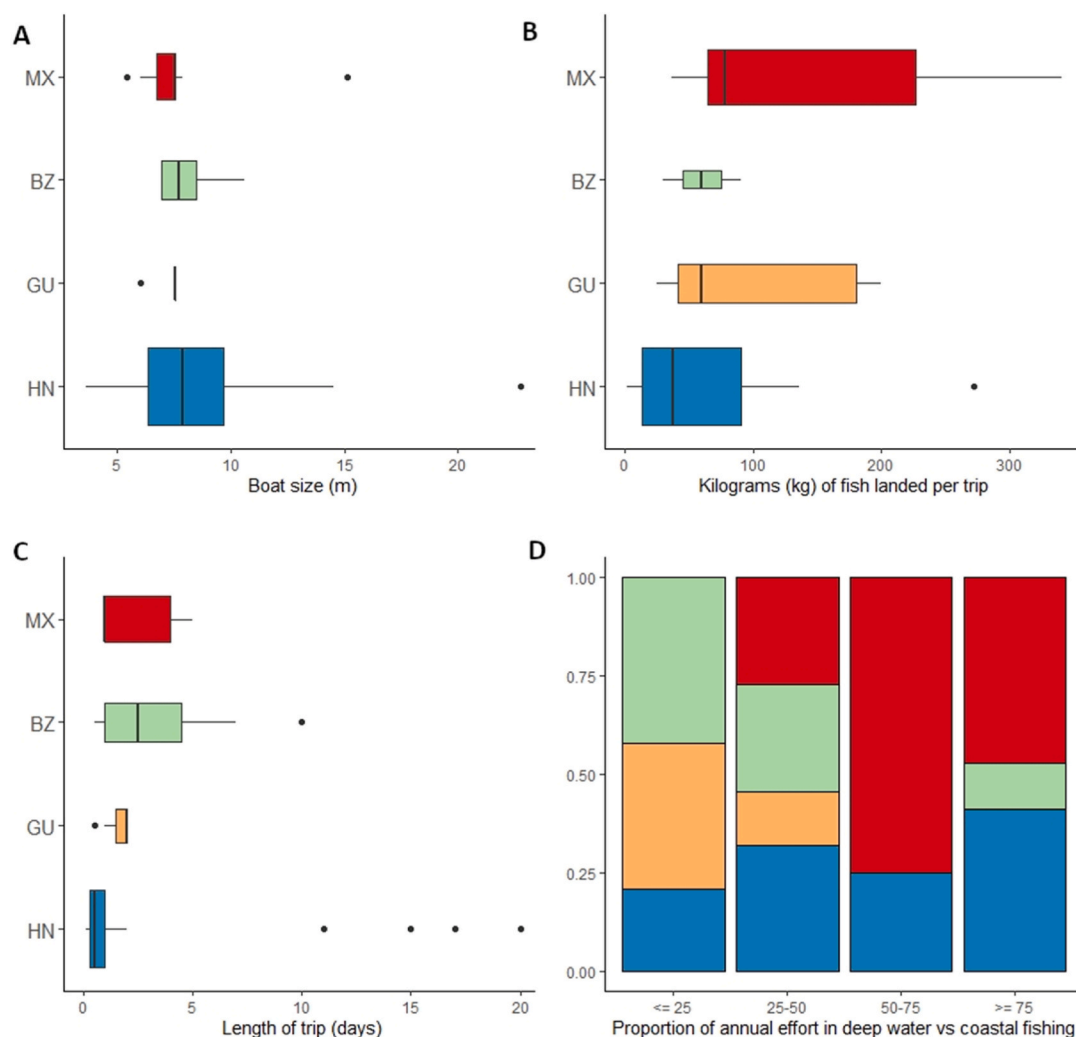 A
MX
BZ
GU
HN
5 10 15 20
Boat size (m)
B
MX
BZ
GU
HN
0 100 200 300
Kilograms (kg) of fish landed per trip
C
MX
BZ
GU
HN
0 5 10 15 20
Length of trip (days)
D
1.00
0.75
0.50
0.25
0.00
<= 25 25-50 50-75 >= 75
Proportion of annual effort in deep water vs coastal fishing